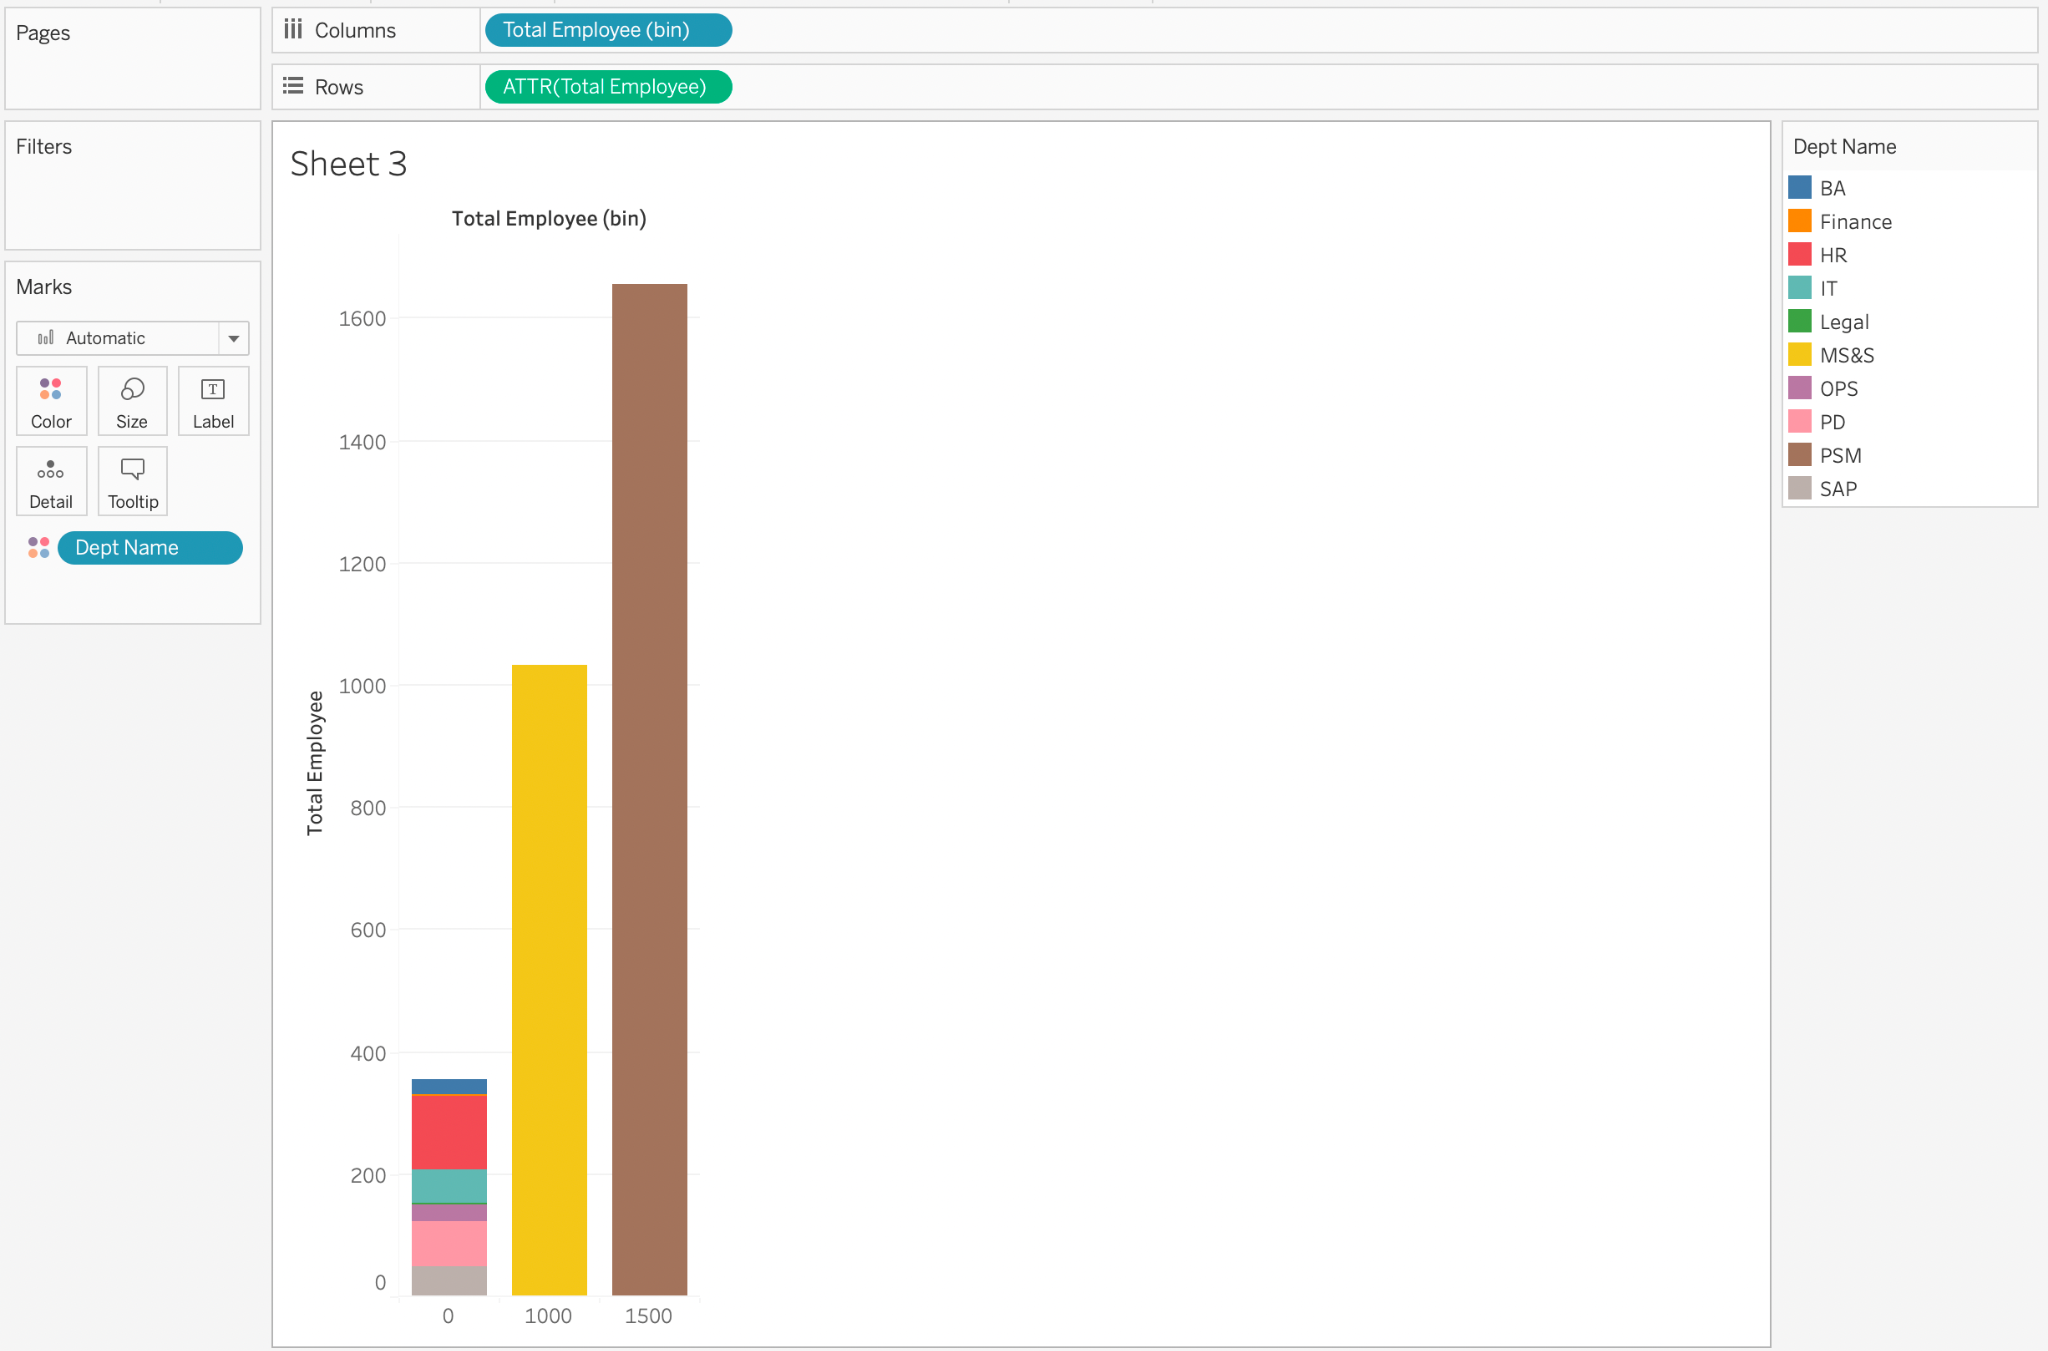 Pages
Columns
Total Employee (bin)
Rows
ATTR(Total Employee)
Filters
Marks
Automatic
Color
Size
Label
Detail
Tooltip
Dept Name
Sheet 3
Total Employee (bin)
Total Employee
1600
1400
1200
1000
800
600
400
200
0
0
1000
1500
Dept Name
BA
Finance
HR
IT
Legal
MS&S
OPS
PD
PSM
SAP